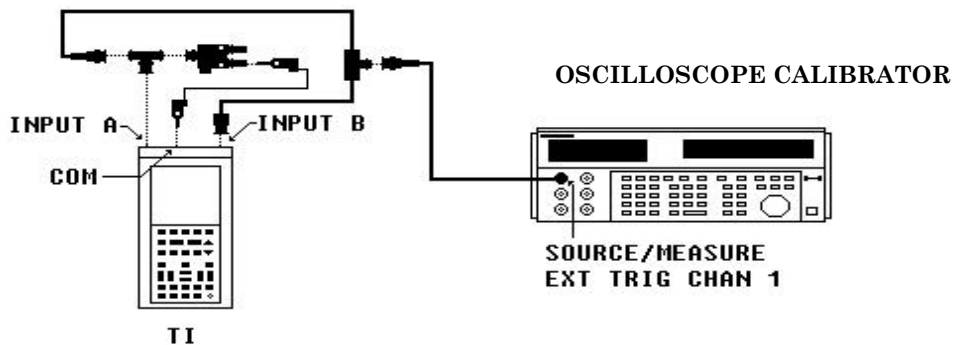 OSCILLOSCOPE CALIBRATOR
INPUT A
INPUT B
COM
SOURCE/MEASURE
EXT TRIG CHAN 1
TI